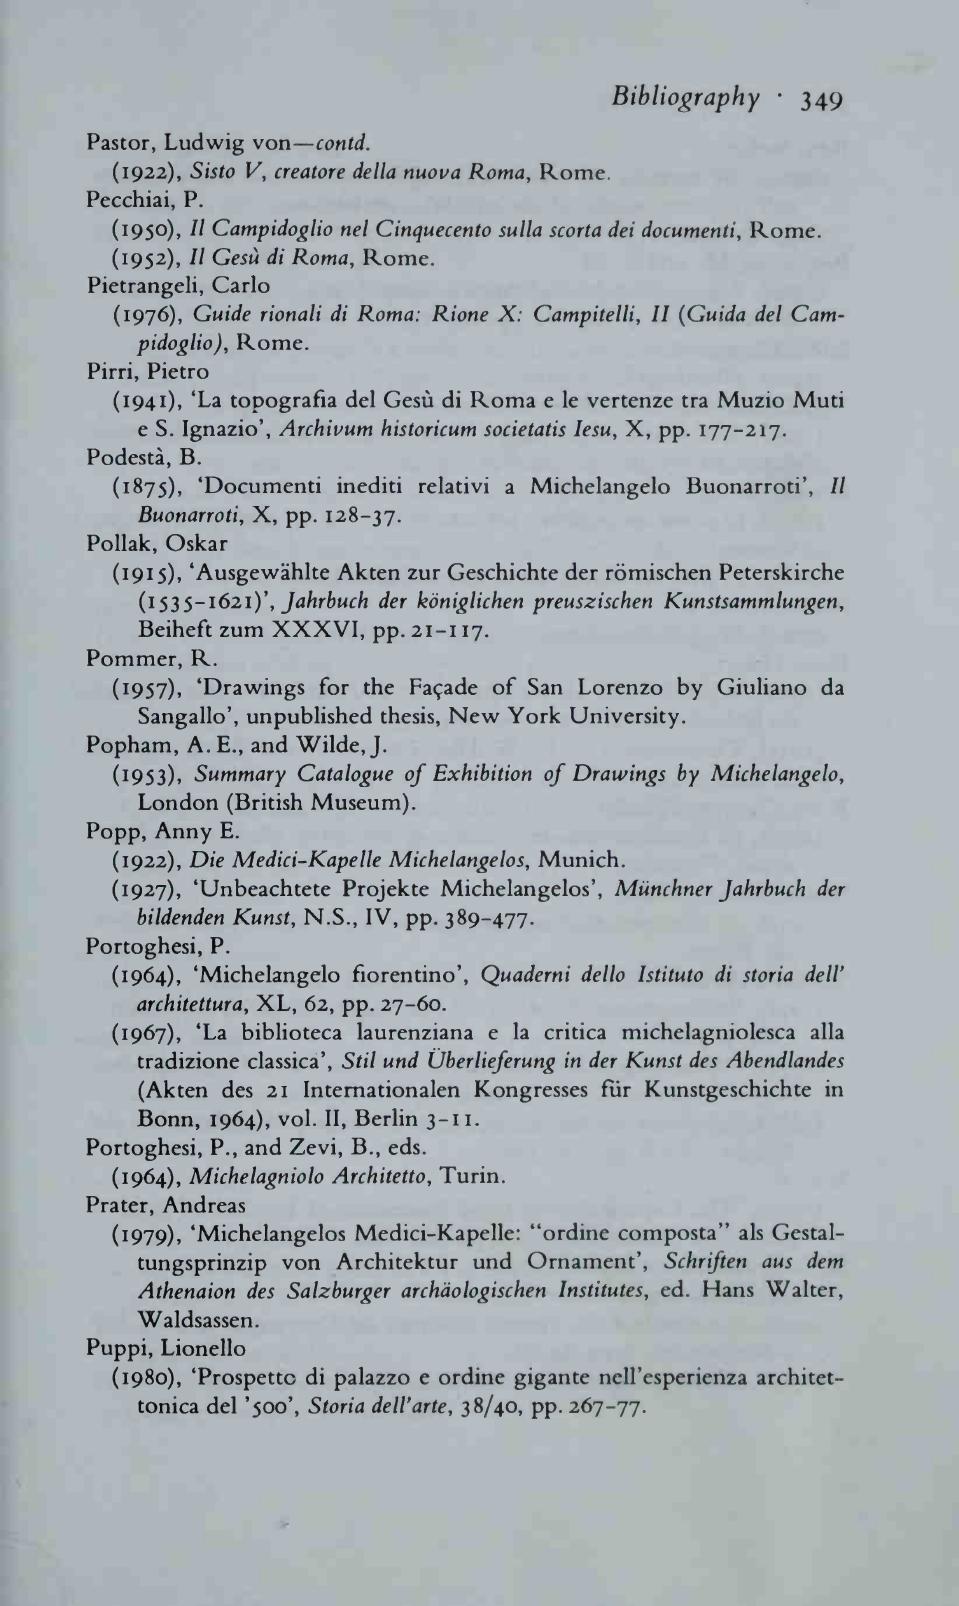 Bibliography · 349
Pastor, Ludwig von—contd.
(1922), Sisto V, creatore della nuova Roma, Rome.
Pecchiai, P.
(1950), Il Campidoglio nel Cinquecento sulla scorta dei documenti, Rome.
(1952), Il Gesù di Roma, Rome.
Pietrangeli, Carlo
(1976), Guide rionali di Roma: Rione X: Campitelli, II (Guida del Cam-
pidoglio), Rome.
Pirri, Pietro
(1941), ‘La topografia del Gesù di Roma e le vertenze tra Muzio Muti
e S. Ignazio’, Archivum historicum societatis Iesu, X, pp. 177–217.
Podestà, B.
(1875), ‘Documenti inediti relativi a Michelangelo Buonarroti’, Il
Buonarroti, X, pp. 128–37.
Pollak, Oskar
(1915), ‘Ausgewählte Akten zur Geschichte der römischen Peterskirche
(1535–1621)’, Jahrbuch der königlichen preuszischen Kunstsammlungen,
Beiheft zum XXXVI, pp. 21–117.
Pommer, R.
(1957), ‘Drawings for the Façade of San Lorenzo by Giuliano da
Sangallo’, unpublished thesis, New York University.
Popham, A. E., and Wilde, J.
(1953), Summary Catalogue of Exhibition of Drawings by Michelangelo,
London (British Museum).
Popp, Anny E.
(1922), Die Medici-Kapelle Michelangelos, Munich.
(1927), ‘Unbeachtete Projekte Michelangelos’, Münchner Jahrbuch der
bildenden Kunst, N.S., IV, pp. 389–477.
Portoghesi, P.
(1964), ‘Michelangelo fiorentino’, Quaderni dello Istituto di storia dell’
architettura, XL, 62, pp. 27–60.
(1967), ‘La biblioteca laurenziana e la critica michelagniolesca alla
tradizione classica’, Stil und Überlieferung in der Kunst des Abendlandes
(Akten des 21 Internationalen Kongresses für Kunstgeschichte in
Bonn, 1964), vol. II, Berlin 3–11.
Portoghesi, P., and Zevi, B., eds.
(1964), Michelagniolo Architetto, Turin.
Prater, Andreas
(1979), ‘Michelangelos Medici-Kapelle: “ordine composta” als Gestal-
tungsprinzip von Architektur und Ornament’, Schriften aus dem
Athenaion des Salzburger archäologischen Institutes, ed. Hans Walter,
Waldsassen.
Puppi, Lionello
(1980), ‘Prospetto di palazzo e ordine gigante nell’esperienza architet-
tonica del ’500’, Storia dell’arte, 38/40, pp. 267–77.